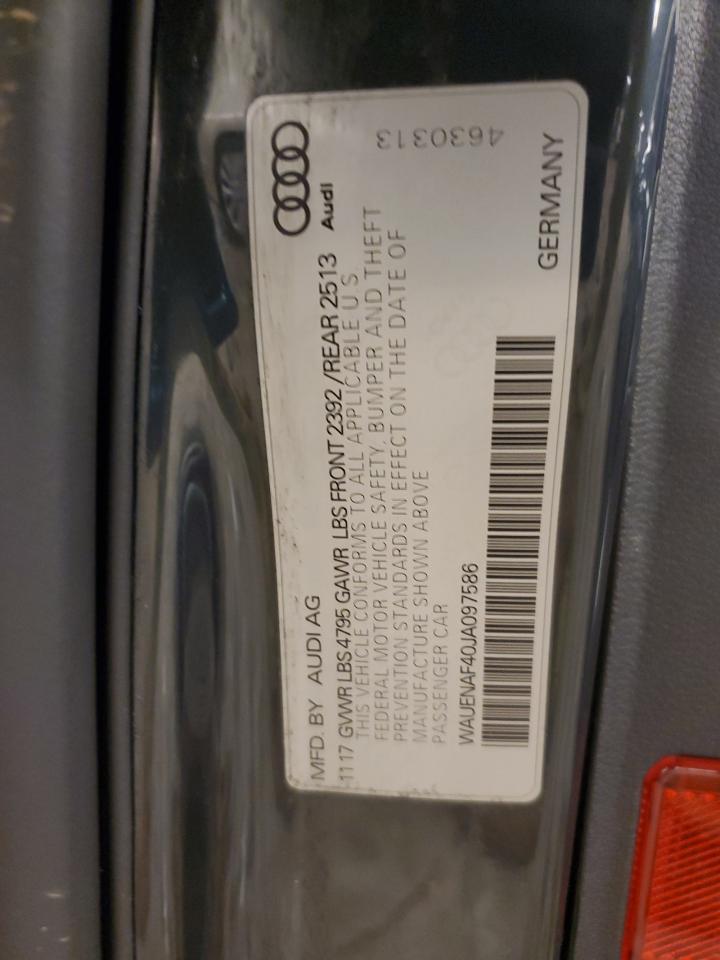 MFD. BY AUDI AG
Audi
11 17 GVWR LBS 4795 GAWR LBS FRONT 2392 /REAR 2513
THIS VEHICLE CONFORMS TO ALL APPLICABLE U.S.
FEDERAL MOTOR VEHICLE SAFETY, BUMPER AND THEFT
PREVENTION STANDARDS IN EFFECT ON THE DATE OF
MANUFACTURE SHOWN ABOVE
4630313
PASSENGER CAR
WAUENAF40JA097586
GERMANY